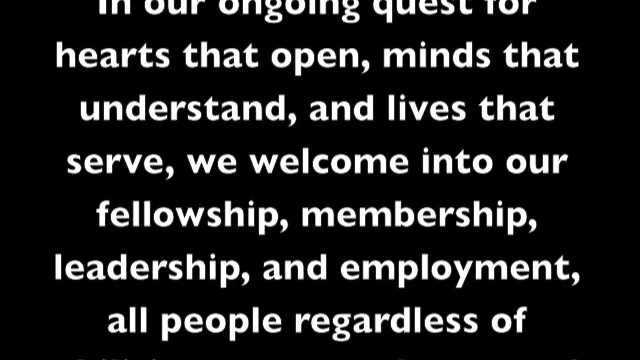 In our ongoing quest for
hearts that open, minds that
understand, and lives that
serve, we welcome into our
fellowship, membership,
leadership, and employment,
all people regardless of